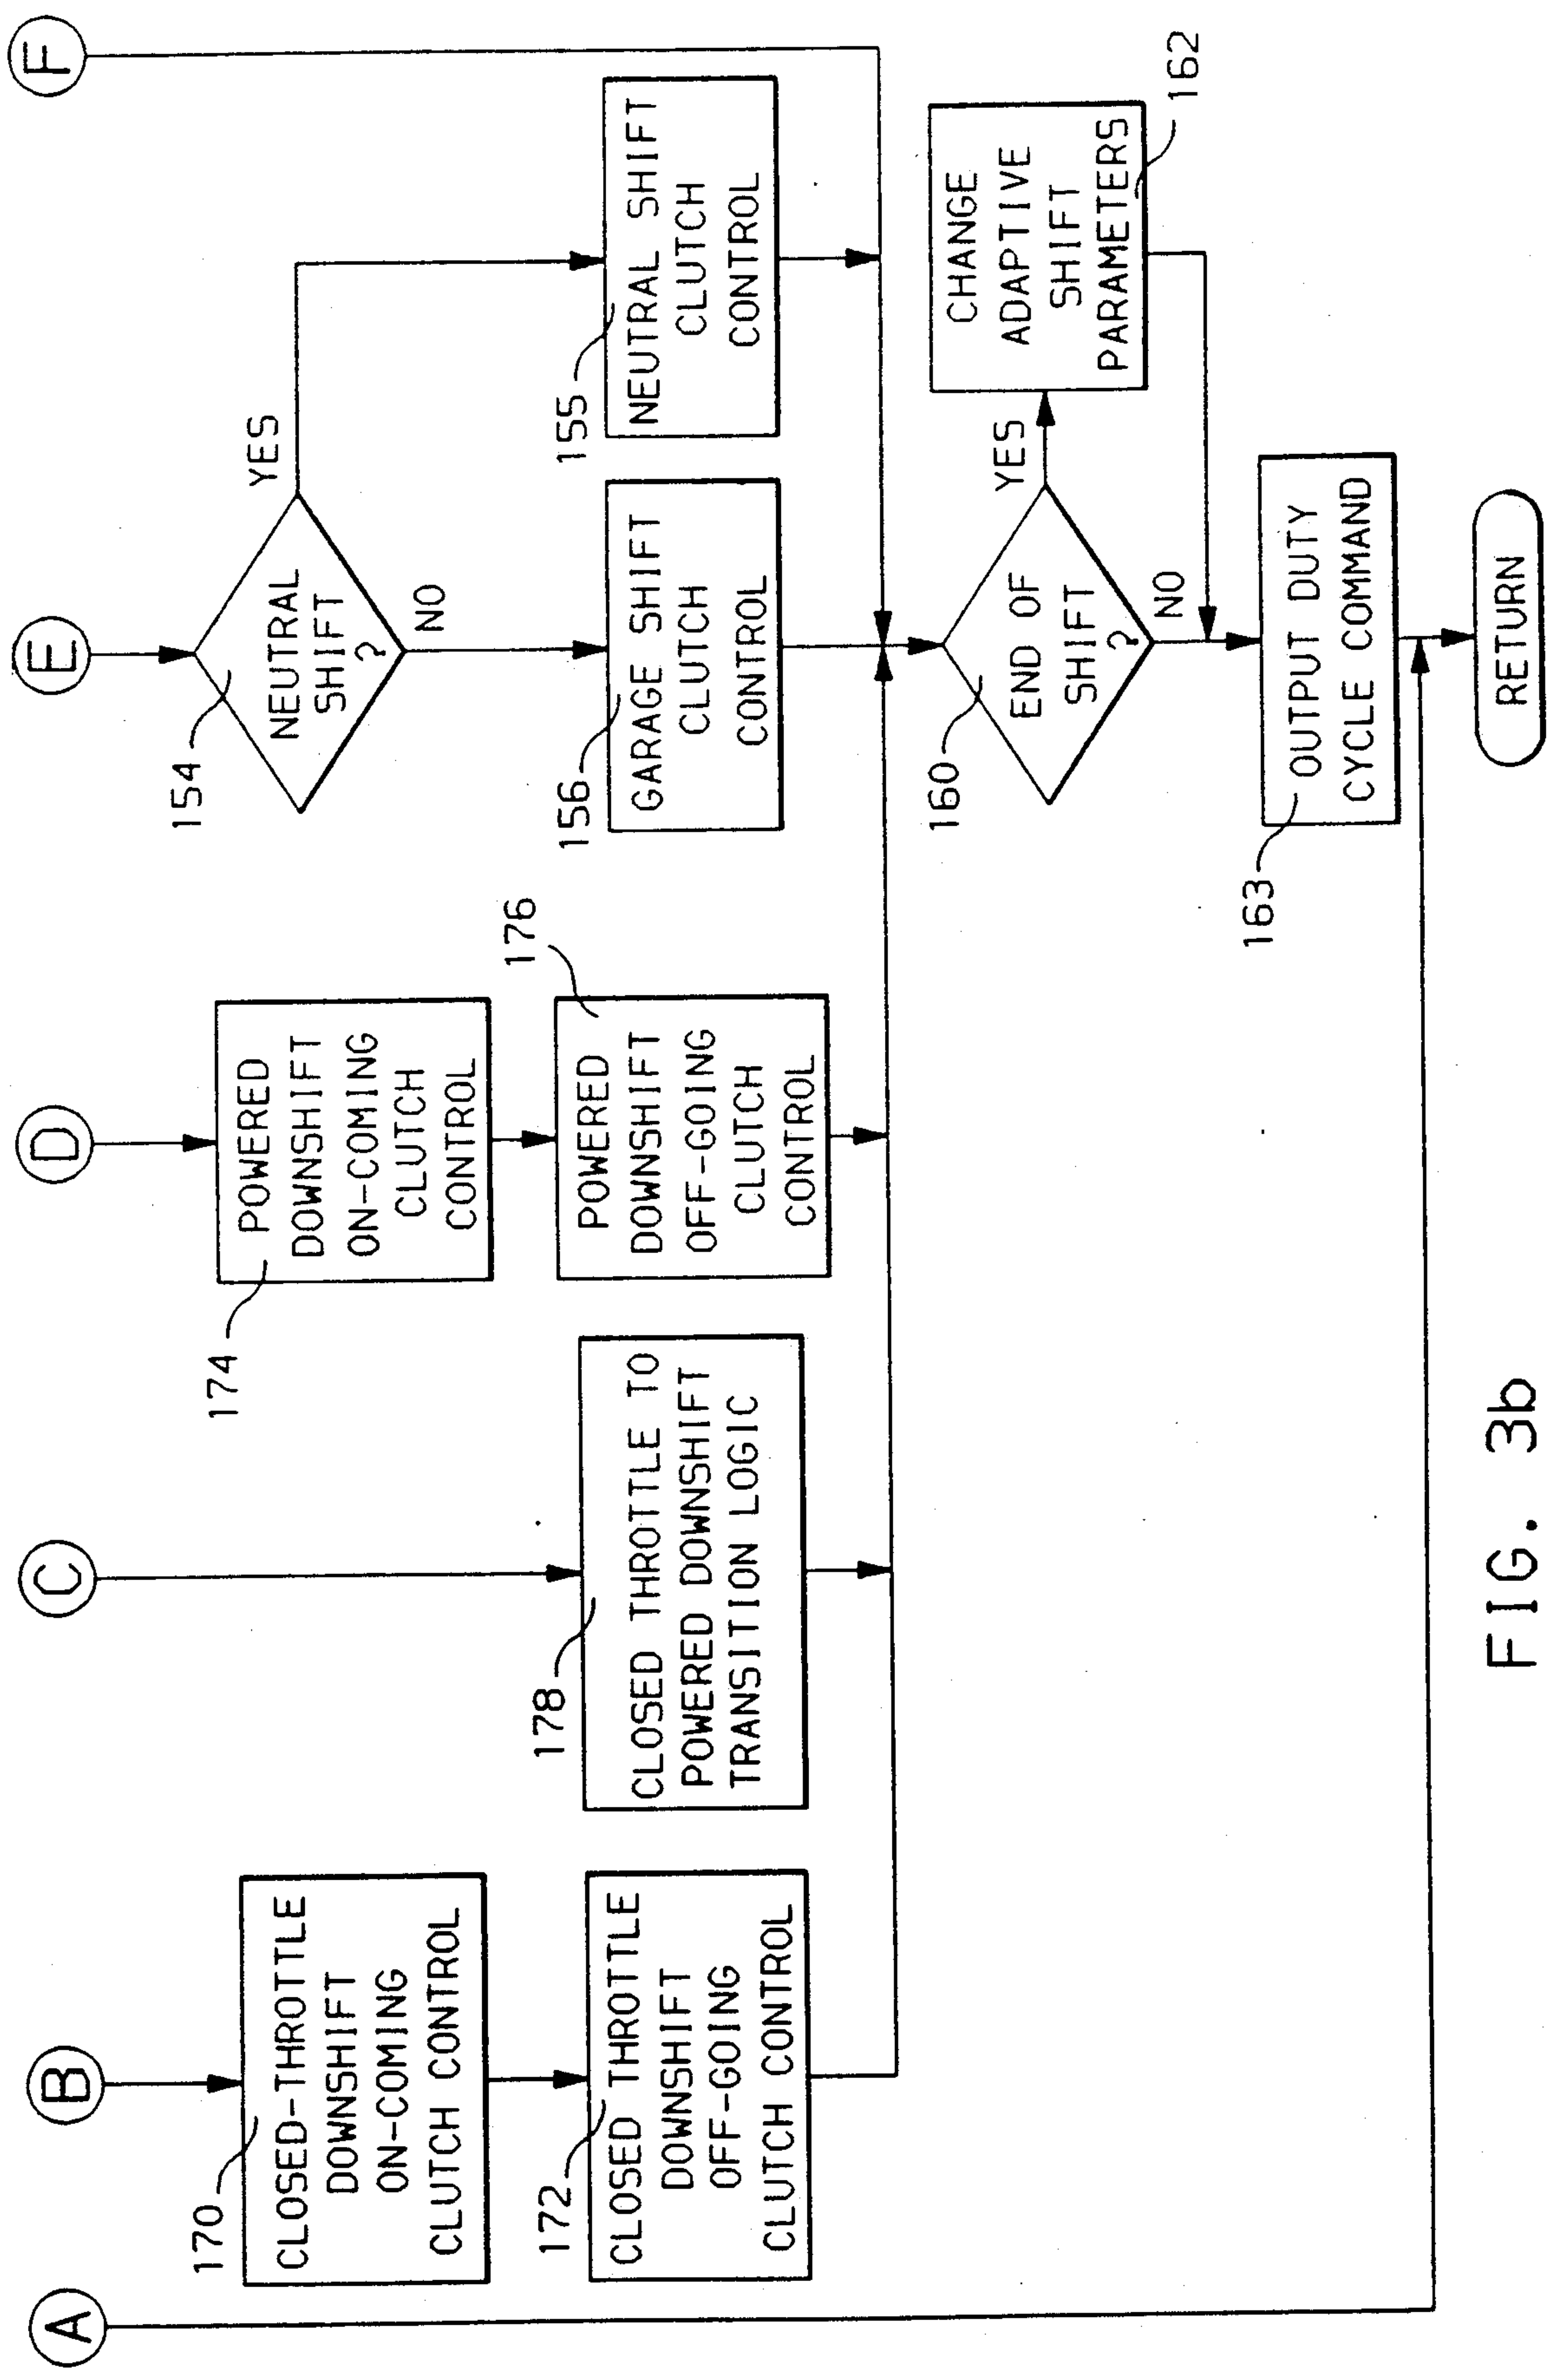 A
B
C
D
E
F
170
CLOSED-THROTTLE
DOWNSHIFT
ON-COMING
CLUTCH CONTROL
172
CLOSED THROTTLE
DOWNSHIFT
OFF-GOING
CLUTCH CONTROL
178
CLOSED THROTTLE TO
POWERED DOWNSHIFT
TRANSITION LOGIC
174
POWERED
DOWNSHIFT
ON-COMING
CLUTCH
CONTROL
176
POWERED
DOWNSHIFT
OFF-GOING
CLUTCH
CONTROL
154
NEUTRAL
SHIFT
?
YES
NO
156
GARAGE SHIFT
CLUTCH
CONTROL
155
NEUTRAL SHIFT
CLUTCH
CONTROL
160
END OF
SHIFT
?
YES
NO
CHANGE
ADAPTIVE
SHIFT
PARAMETERS
162
163
OUTPUT DUTY
CYCLE COMMAND
RETURN
FIG. 3b